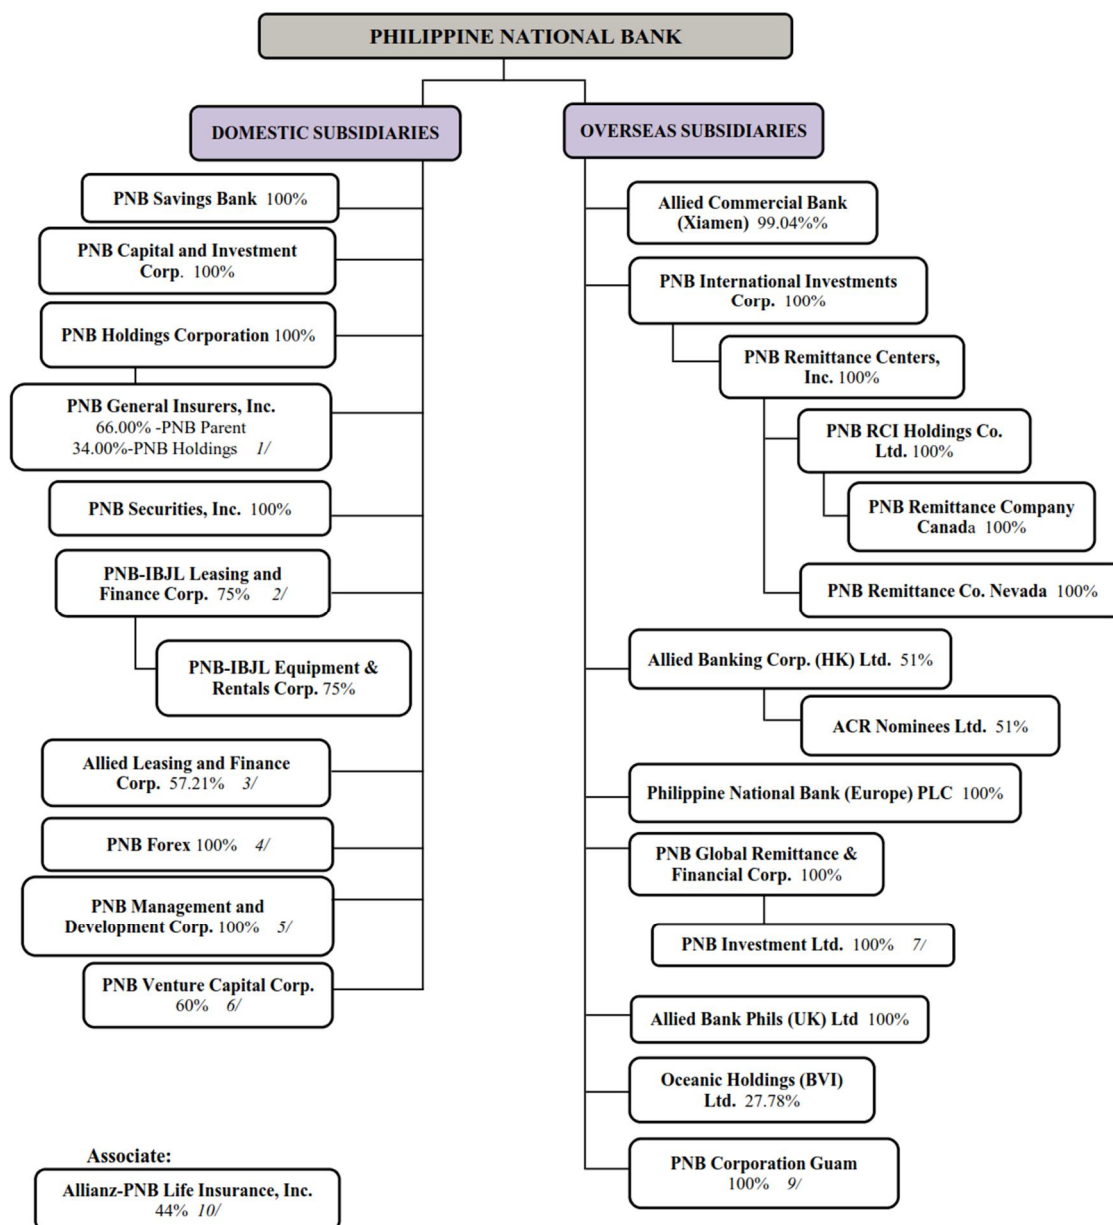 PHILIPPINE NATIONAL BANK
DOMESTIC SUBSIDIARIES
PNB Savings Bank 100%
PNB Capital and Investment
Corp. 100%
PNB Holdings Corporation 100%
PNB General Insurers, Inc.
66.00% -PNB Parent
34.00%-PNB Holdings 1/
PNB Securities, Inc. 100%
PNB-IBJL Leasing and
Finance Corp. 75% 2/
PNB-IBJL Equipment &
Rentals Corp. 75%
Allied Leasing and Finance
Corp. 57.21% 3/
PNB Forex 100% 4/
PNB Management and
Development Corp. 100% 5/
PNB Venture Capital Corp.
60% 6/
Associate:
Allianz-PNB Life Insurance, Inc.
44% 10/
OVERSEAS SUBSIDIARIES
Allied Commercial Bank
(Xiamen) 99.04%%
PNB International Investments
Corp. 100%
PNB Remittance Centers,
Inc. 100%
PNB RCI Holdings Co.
Ltd. 100%
PNB Remittance Company
Canada 100%
PNB Remittance Co. Nevada 100%
Allied Banking Corp. (HK) Ltd. 51%
ACR Nominees Ltd. 51%
Philippine National Bank (Europe) PLC 100%
PNB Global Remittance &
Financial Corp. 100%
PNB Investment Ltd. 100% 7/
Allied Bank Phils (UK) Ltd 100%
Oceanic Holdings (BVI)
Ltd. 27.78%
PNB Corporation Guam
100% 9/